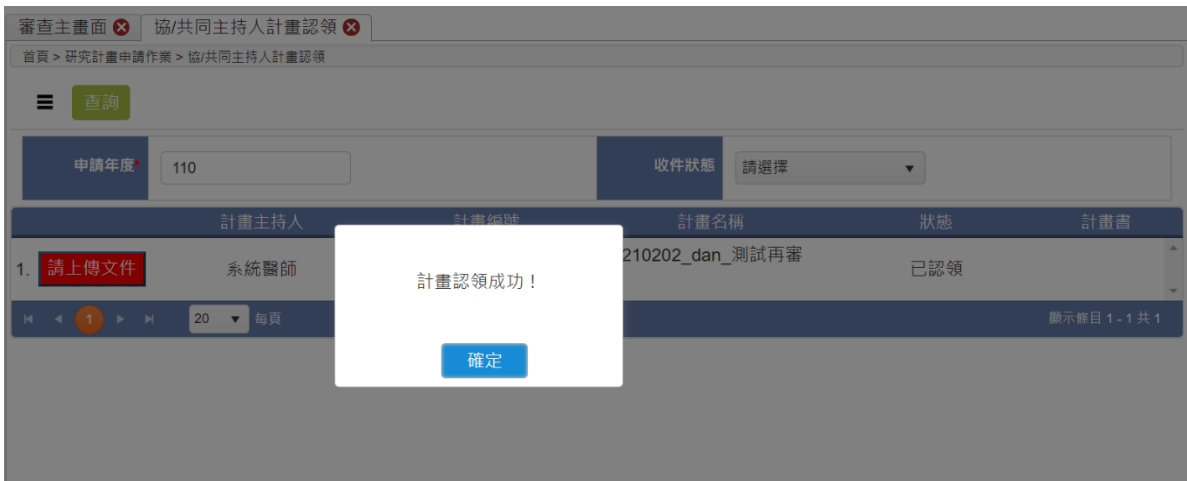 審查主畫面 協/共同主持人計畫認領
首頁 > 研究計畫申請作業 > 協/共同主持人計畫認領
查詢
申請年度* 110 收件狀態 請選擇
計畫主持人 計畫編號 計畫名稱 狀態 計畫書
1. 請上傳文件 系統醫師 210202_dan_測試再審 已認領
計畫認領成功！
確定
1 20 每頁 顯示條目 1 - 1 共 1